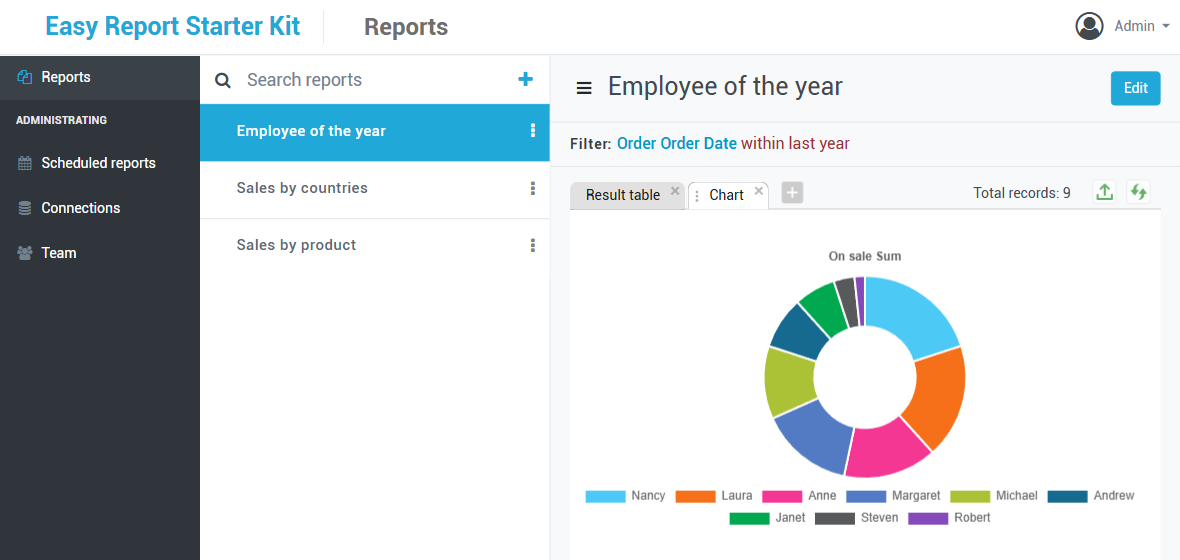 Easy Report Starter Kit
Reports
Admin
Reports
ADMINISTRATING
Scheduled reports
Connections
Team
Search reports
Employee of the year
Sales by countries
Sales by product
Employee of the year
Edit
Filter: Order Order Date within last year
Result table
Chart
Total records: 9
On sale Sum
Nancy Laura Anne Margaret Michael Andrew
Janet Steven Robert